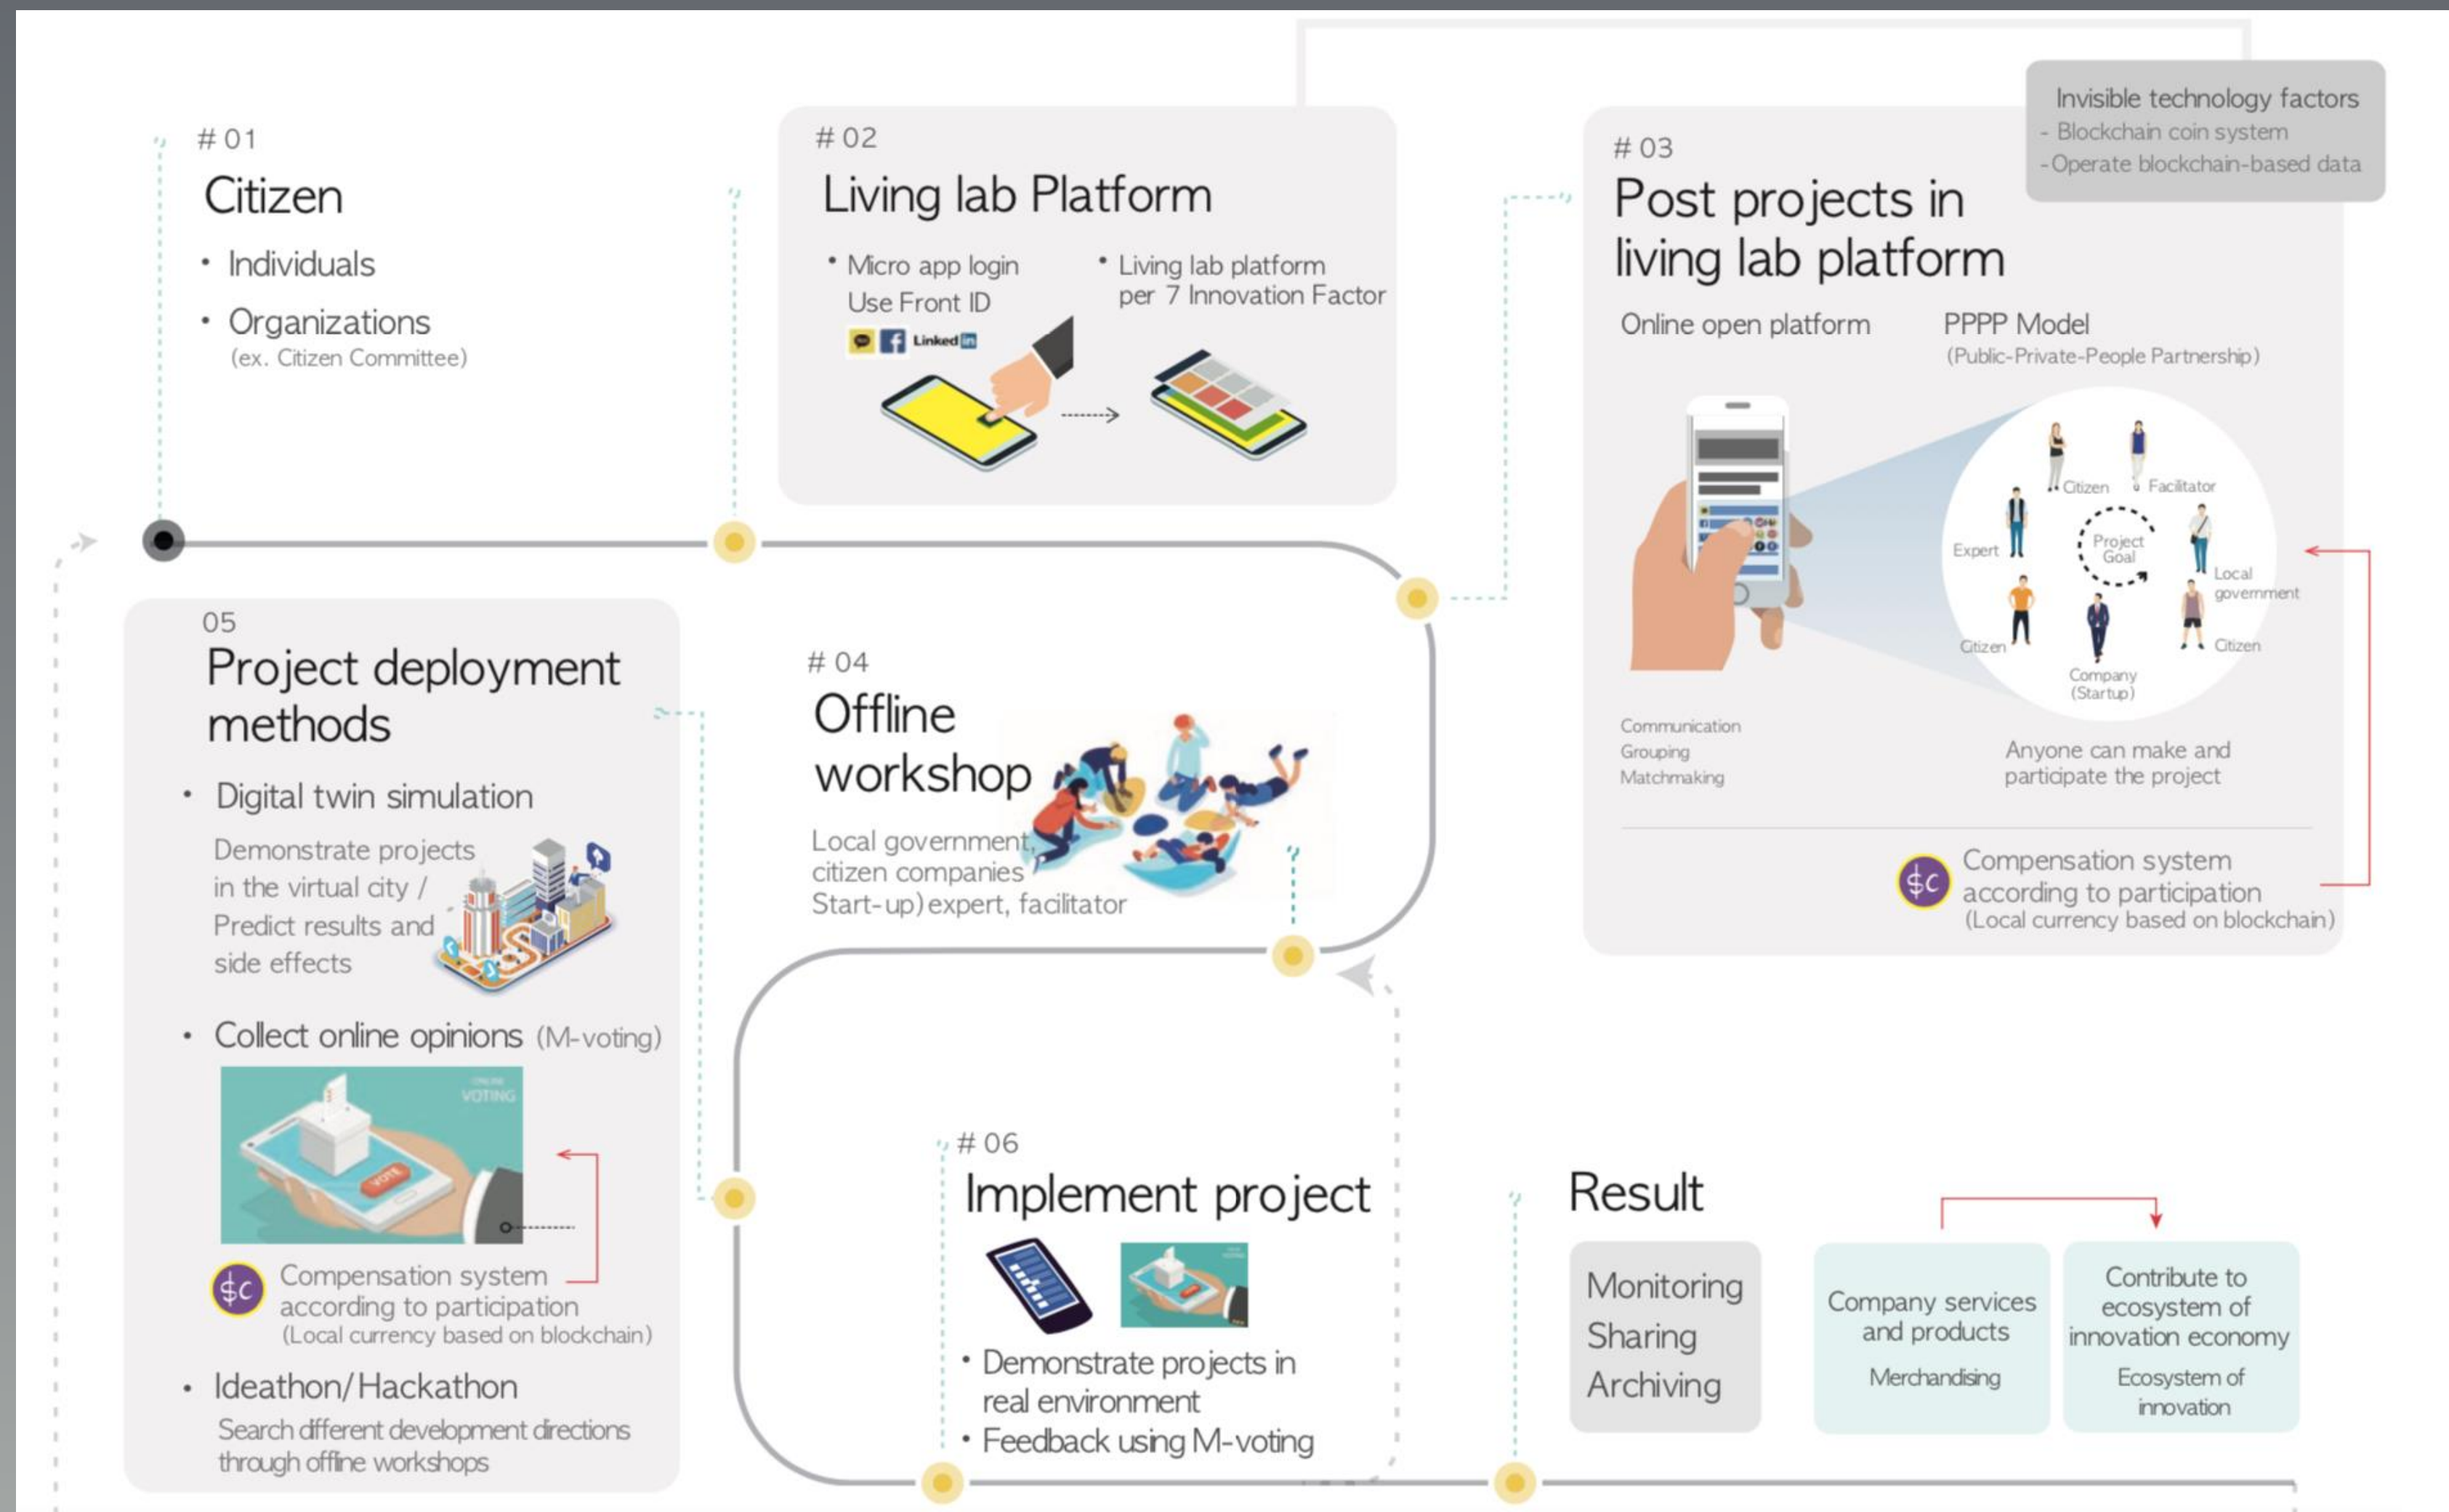 # 01
Citizen
• Individuals
• Organizations
(ex. Citizen Committee)
# 02
Living lab Platform
• Micro app login
Use Front ID
Linked in
• Living lab platform
per 7 Innovation Factor
Invisible technology factors
- Blockchain coin system
- Operate blockchain-based data
# 03
Post projects in
living lab platform
Online open platform
PPPP Model
(Public-Private-People Partnership)
Citizen
Facilitator
Expert
Project
Goal
Local
government
Citizen
Citizen
Company
(Startup)
Communication
Grouping
Matchmaking
Anyone can make and
participate the project
$C
Compensation system
according to participation
(Local currency based on blockchain)
# 04
Offline
workshop
Local government,
citizen companies
Start-up) expert, facilitator
05
Project deployment
methods
• Digital twin simulation
Demonstrate projects
in the virtual city /
Predict results and
side effects
• Collect online opinions (M-voting)
ONLINE
VOTING
VOTE
$C
Compensation system
according to participation
(Local currency based on blockchain)
• Ideathon/Hackathon
Search different development directions
through offline workshops
# 06
Implement project
• Demonstrate projects in
real environment
• Feedback using M-voting
Result
Monitoring
Sharing
Archiving
Company services
and products
Merchandising
Contribute to
ecosystem of
innovation economy
Ecosystem of
innovation